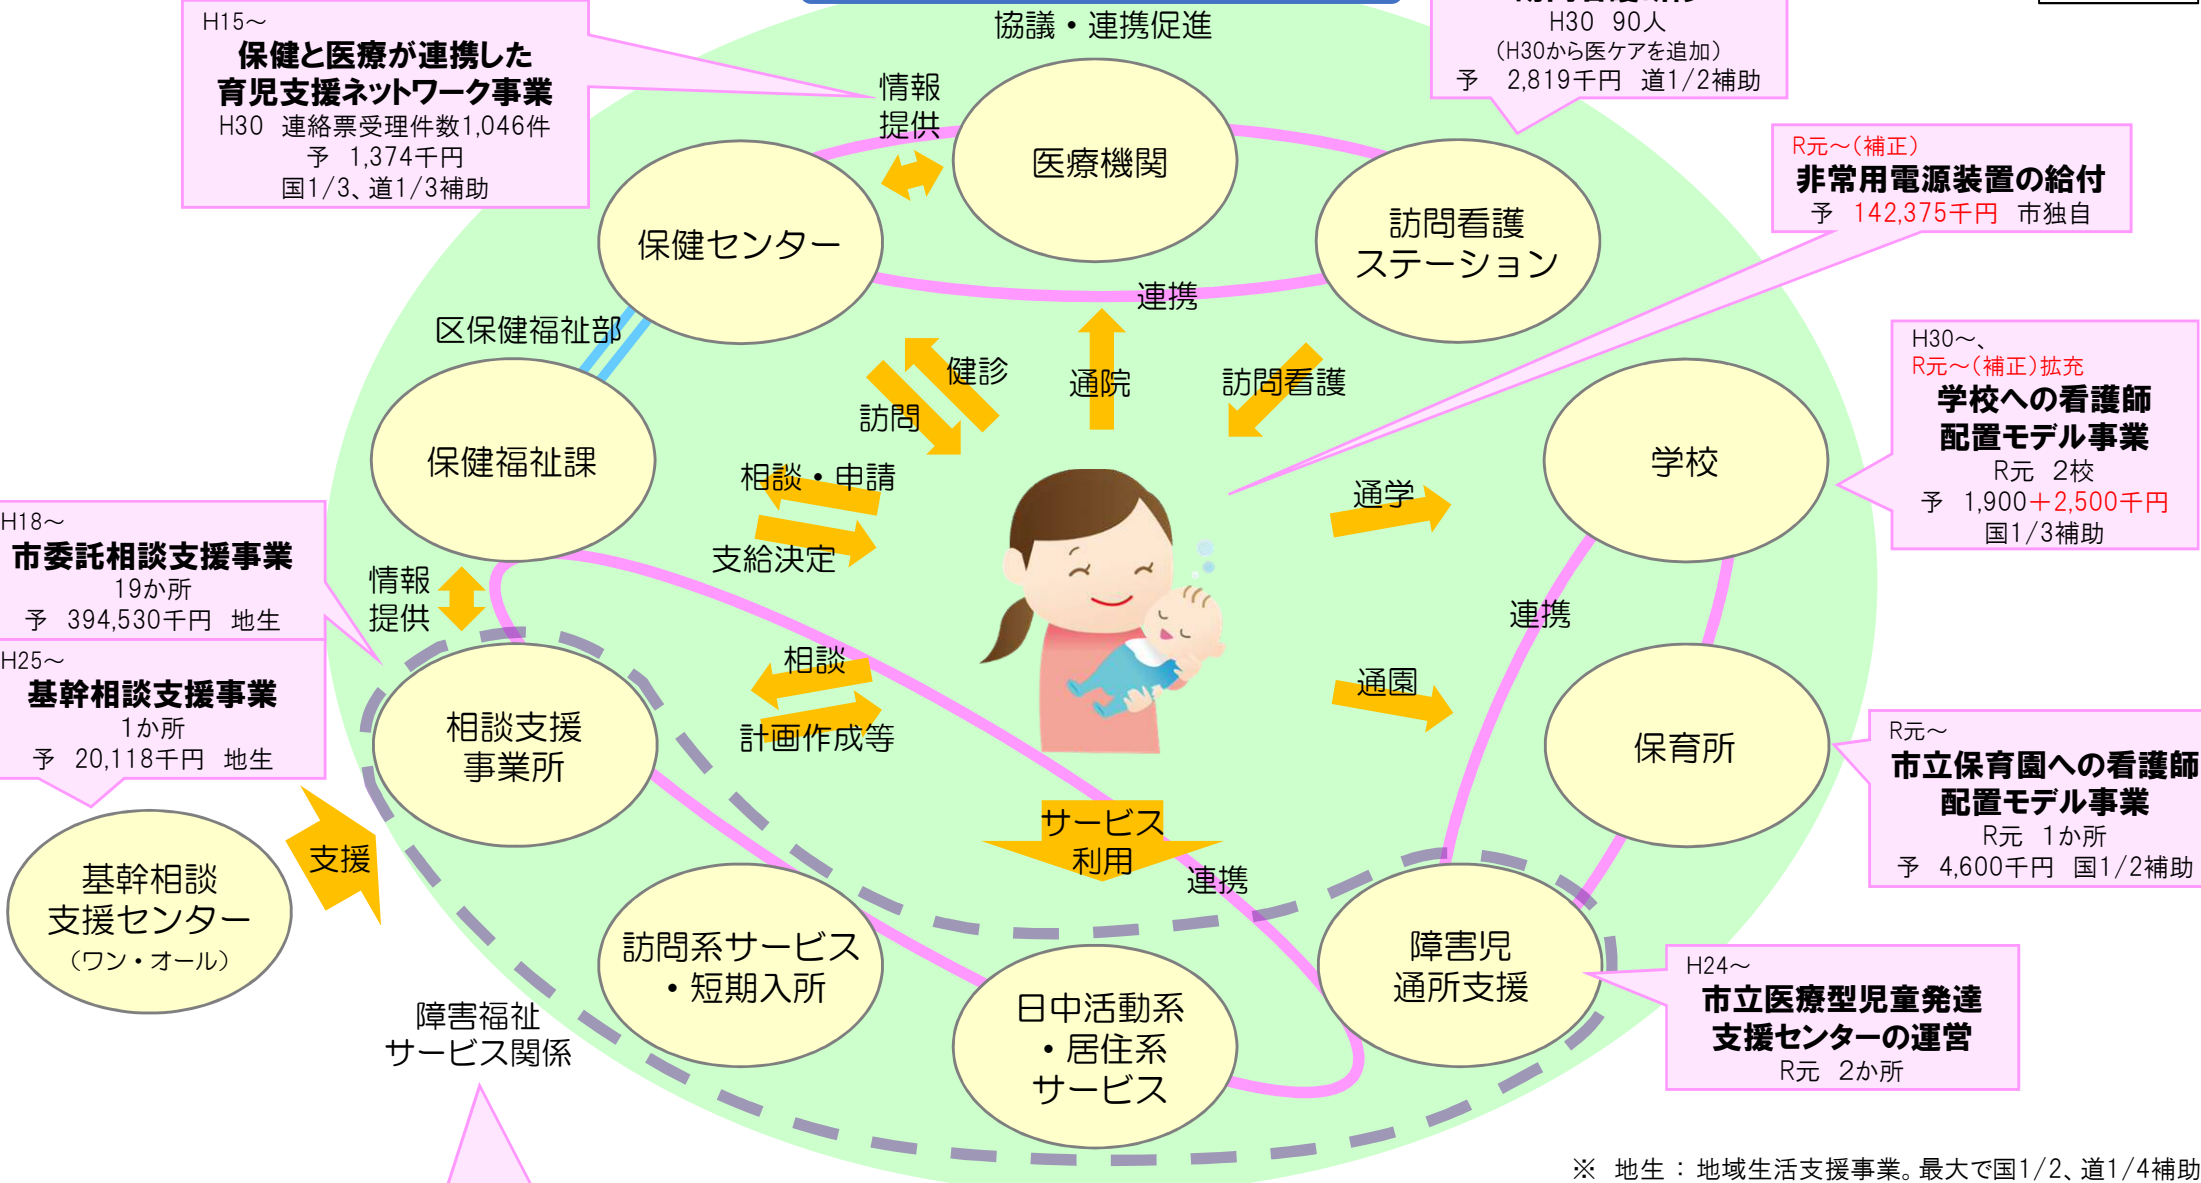 協議・連携促進
H15～
保健と医療が連携した
育児支援ネットワーク事業
H30 連絡票受理件数1,046件
予 1,374千円
国1/3、道1/3補助
H30 90人
（H30から医ケアを追加）
予 2,819千円 道1/2補助
情報
提供
医療機関
保健センター
訪問看護
ステーション
R元～（補正）
非常用電源装置の給付
予 142,375千円 市独自
連携
区保健福祉部
健診
訪問
通院
訪問看護
H30～、
R元～（補正）拡充
学校への看護師
配置モデル事業
R元 2校
予 1,900＋2,500千円
国1/3補助
保健福祉課
学校
相談・申請
支給決定
通学
H18～
市委託相談支援事業
19か所
予 394,530千円 地生
情報
提供
連携
H25～
基幹相談支援事業
1か所
予 20,118千円 地生
相談
計画作成等
通園
相談支援
事業所
保育所
R元～
市立保育園への看護師
配置モデル事業
R元 1か所
予 4,600千円 国1/2補助
サービス
利用
連携
支援
基幹相談
支援センター
（ワン・オール）
訪問系サービス
・短期入所
障害児
通所支援
日中活動系
・居住系
サービス
障害福祉
サービス関係
H24～
市立医療型児童発達
支援センターの運営
R元 2か所
※ 地生：地域生活支援事業。最大で国1/2、道1/4補助